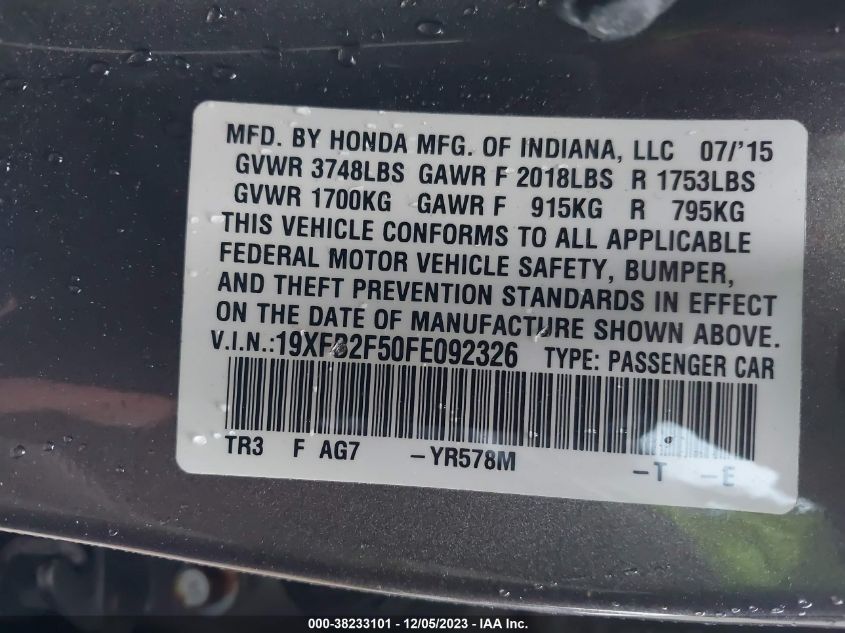 MFD. BY HONDA MFG. OF INDIANA, LLC 07/'15
GVWR 3748LBS GAWR F 2018LBS R 1753LBS
GVWR 1700KG GAWR F 915KG R 795KG
THIS VEHICLE CONFORMS TO ALL APPLICABLE
FEDERAL MOTOR VEHICLE SAFETY, BUMPER,
AND THEFT PREVENTION STANDARDS IN EFFECT
ON THE DATE OF MANUFACTURE SHOWN ABOVE.
V.I.N.:19XFB2F50FE092326 TYPE: PASSENGER CAR
TR3 F AG7 -YR578M -T -E
000-38233101 - 12/05/2023 - IAA Inc.